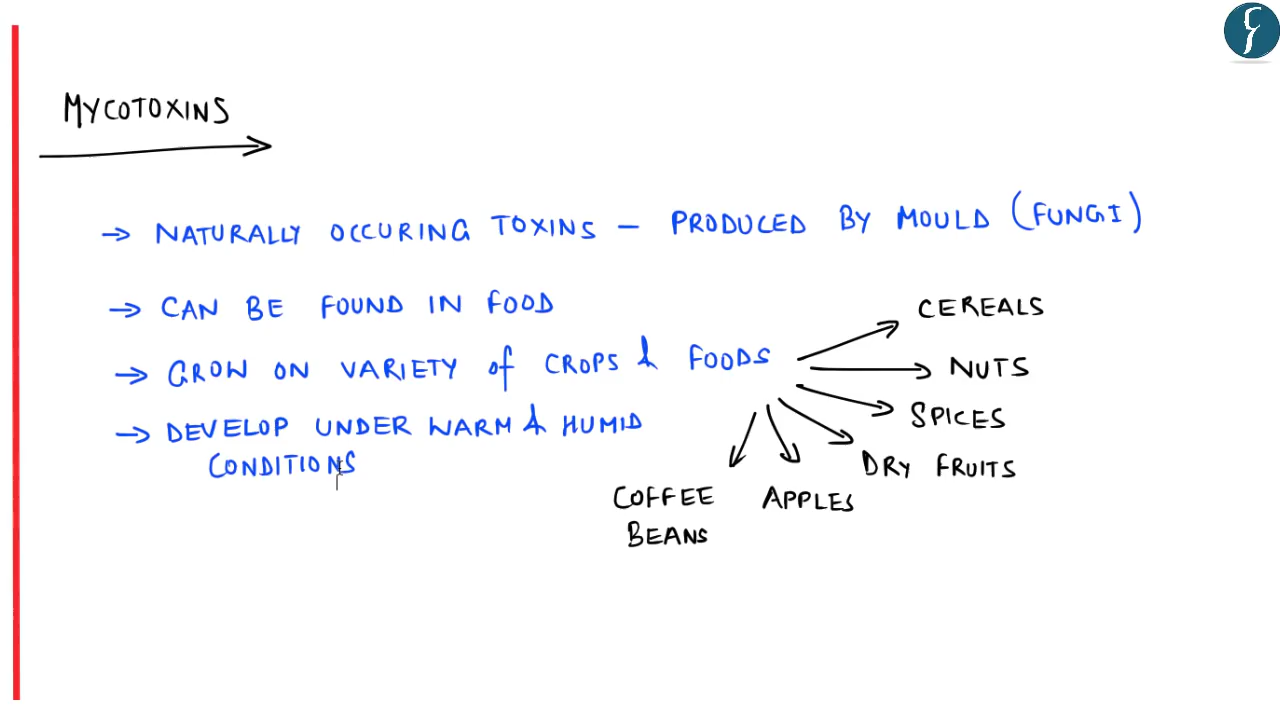 MYCOTOXINS
→ NATURALLY OCCURING TOXINS – PRODUCED BY MOULD (FUNGI)
→ CAN BE FOUND IN FOOD
→ GROW ON VARIETY of CROPS & FOODS
→ DEVELOP UNDER WARM & HUMID
CONDITIONS
CEREALS
NUTS
SPICES
DRY FRUITS
APPLES
COFFEE
BEANS